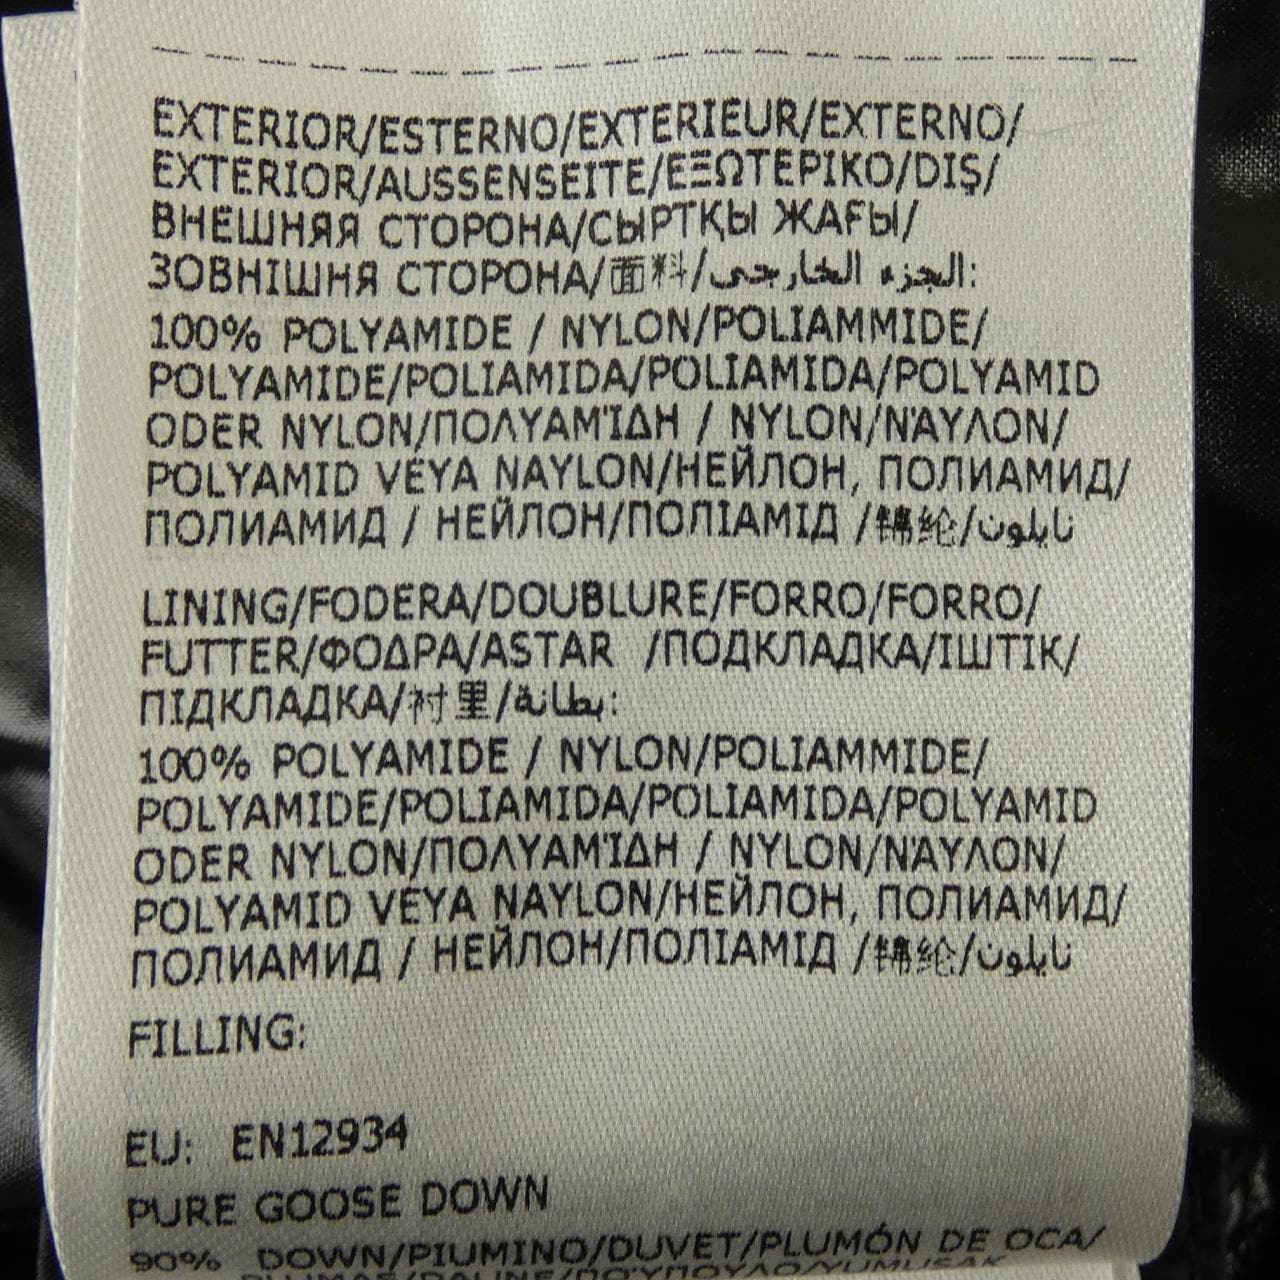 EXTERIOR/ESTERNO/EXTERIEUR/EXTERNO/
EXTERIOR/AUSSENSEITE/ΕΞΩΤΕΡΙΚΟ/DIŞ/
ВНЕШНЯЯ СТОРОНА/СЫРТҚЫ ЖАҒЫ/
ЗОВНІШНЯ СТОРОНА/面料/الجزء الخارجي:
100% POLYAMIDE / NYLON/POLIAMMIDE/
POLYAMIDE/POLIAMIDA/POLIAMIDA/POLYAMID
ODER NYLON/ΠΟΛΥΑΜΊΔΗ / NYLON/ΝΆΥΛΟΝ/
POLYAMID VEYA NAYLON/НЕЙЛОН, ПОЛИАМИД/
ПОЛИАМИД / НЕЙЛОН/ПОЛІАМІД /锦纶/نايلون
LINING/FODERA/DOUBLURE/FORRO/FORRO/
FUTTER/ΦΟΔΡΑ/ASTAR /ПОДКЛАДКА/ІШТІК/
ПІДКЛАДКА/衬里/بطانة:
100% POLYAMIDE / NYLON/POLIAMMIDE/
POLYAMIDE/POLIAMIDA/POLIAMIDA/POLYAMID
ODER NYLON/ΠΟΛΥΑΜΊΔΗ / NYLON/ΝΆΥΛΟΝ/
POLYAMID VEYA NAYLON/НЕЙЛОН, ПОЛИАМИД/
ПОЛИАМИД / НЕЙЛОН/ПОЛІАМІД /锦纶/نايلون
FILLING:
EU: EN12934
PURE GOOSE DOWN
90% DOWN/PIUMINO/DUVET/PLUMÓN DE OCA/